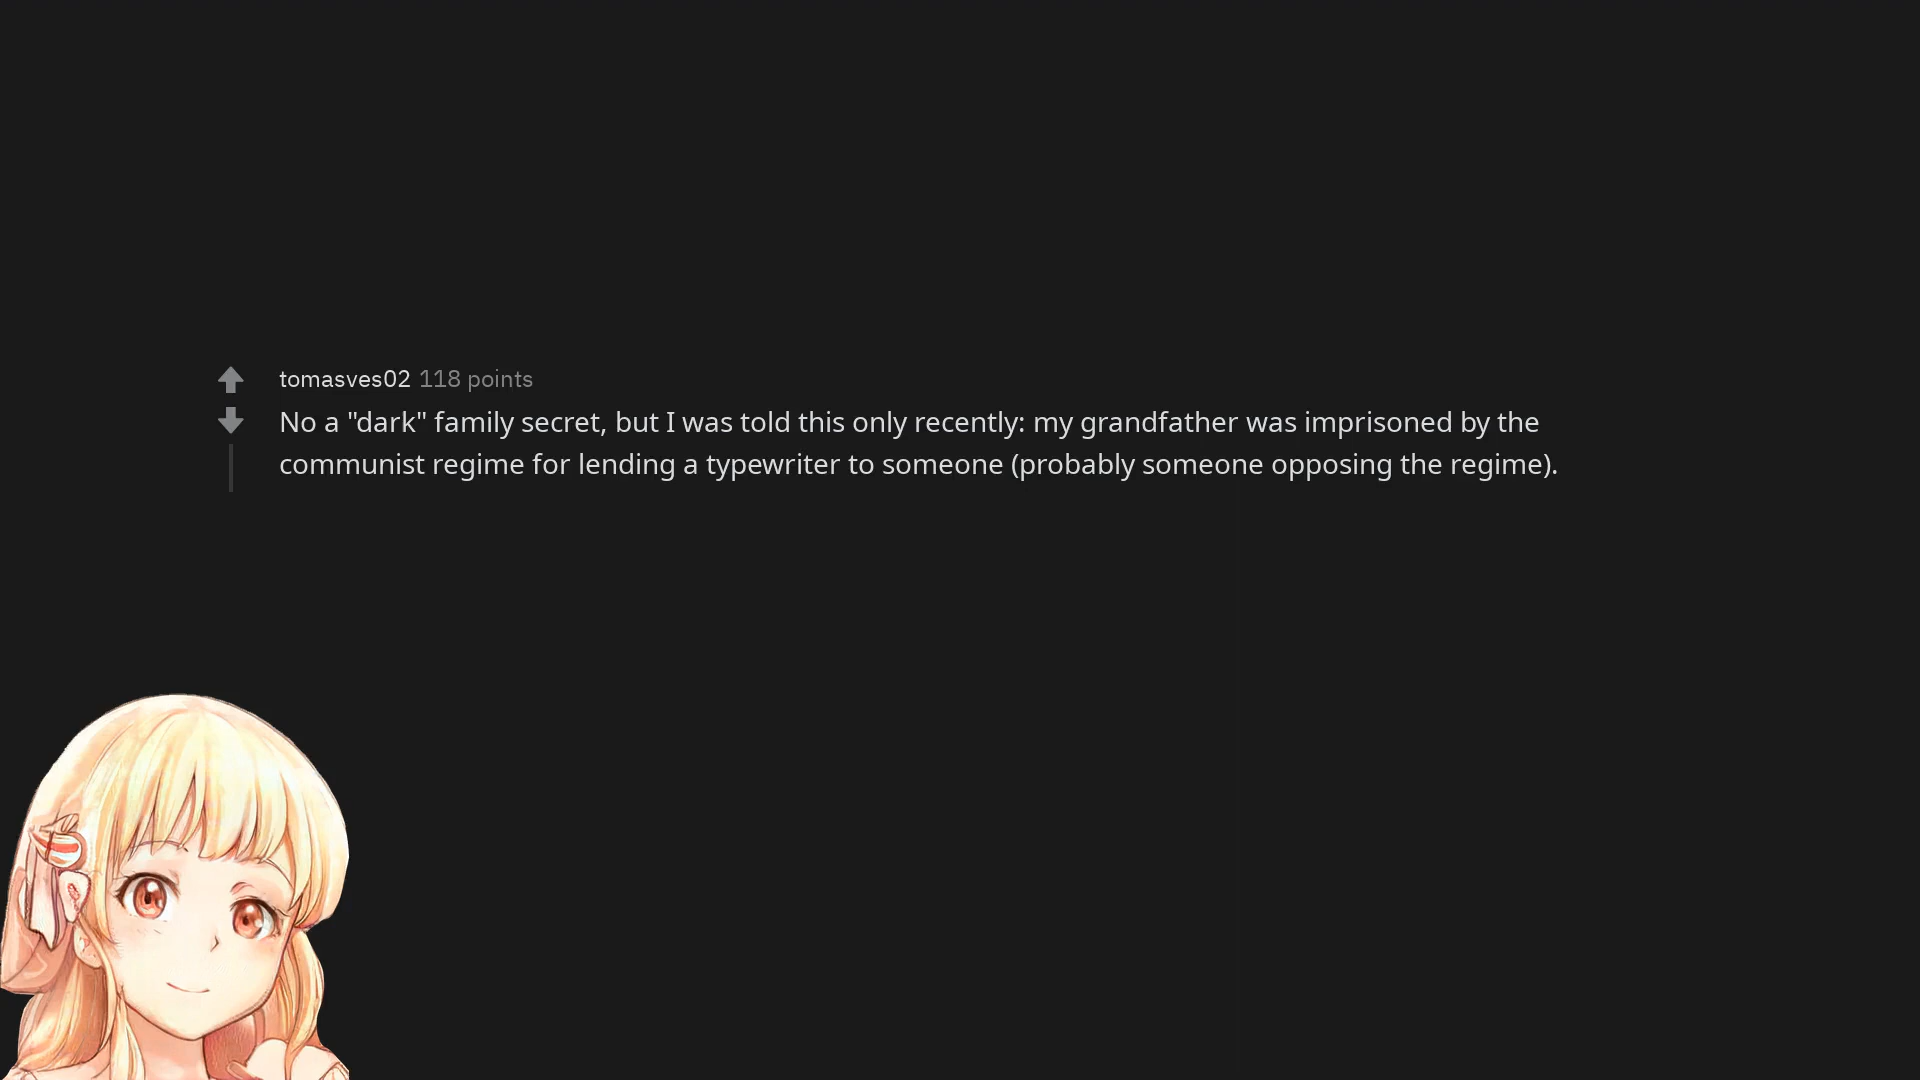 tomasves02 118 points
No a "dark" family secret, but I was told this only recently: my grandfather was imprisoned by the
communist regime for lending a typewriter to someone (probably someone opposing the regime).